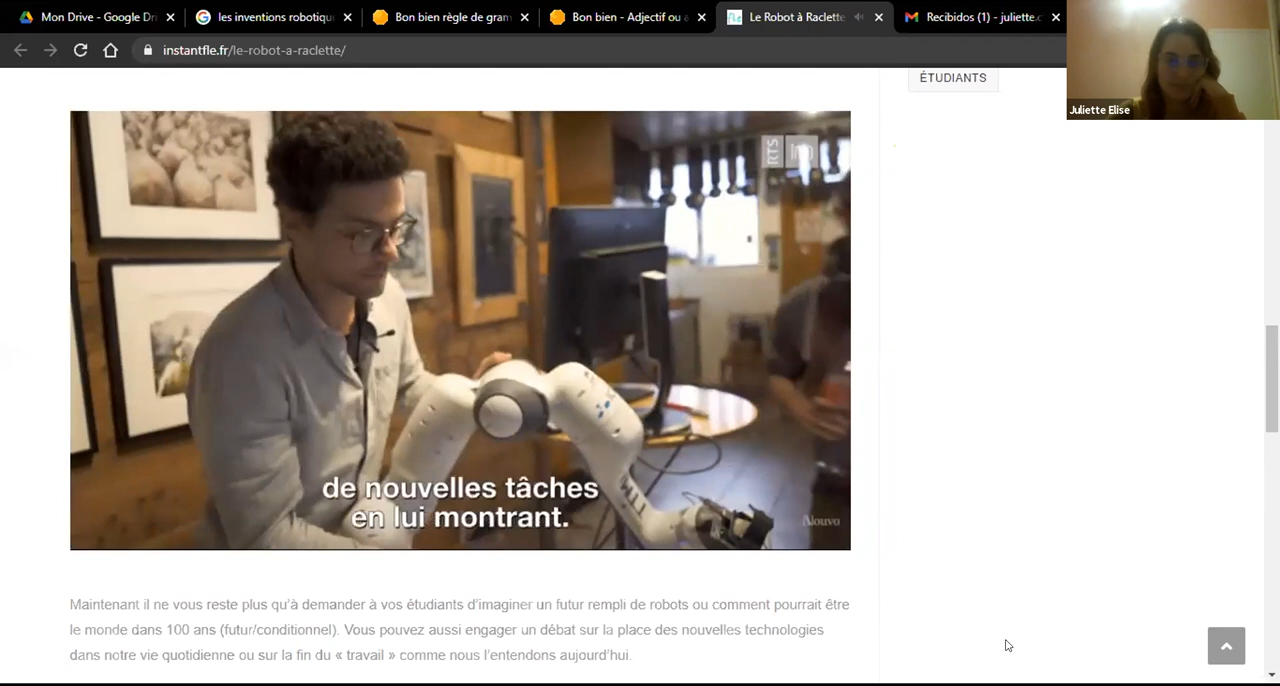 Mon Drive - Google Dri
les inventions robotiqu
Bon bien règle de gram
Bon bien - Adjectif ou a
Le Robot à Raclette
Recibidos (1) - juliette.c
instantfle.fr/le-robot-a-raclette/
ÉTUDIANTS
Juliette Elise
RTS
info
de nouvelles tâches
en lui montrant.
Nouvo
Maintenant il ne vous reste plus qu'à demander à vos étudiants d'imaginer un futur rempli de robots ou comment pourrait être
le monde dans 100 ans (futur/conditionnel). Vous pouvez aussi engager un débat sur la place des nouvelles technologies
dans notre vie quotidienne ou sur la fin du « travail » comme nous l'entendons aujourd'hui.